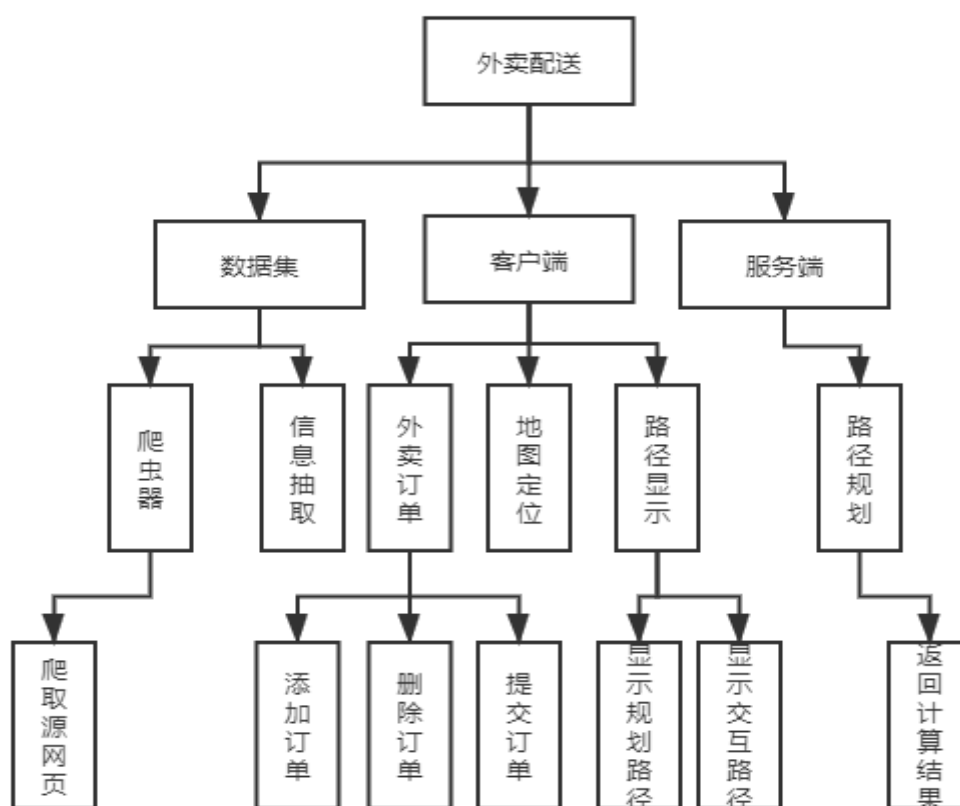 外卖配送
数据集
客户端
服务端
爬虫器
信息抽取
外卖订单
地图定位
路径显示
路径规划
爬取源网页
添加订单
删除订单
提交订单
显示规划路径
显示交互路径
返回计算结果